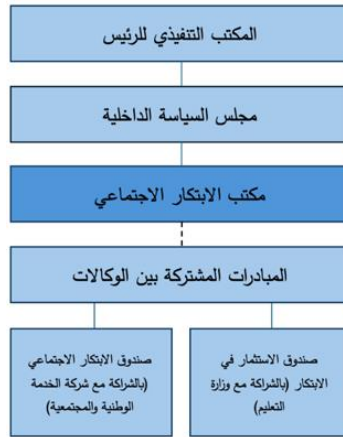 المكتب التنفيذي للرئيس
مجلس السياسة الداخلية
مكتب الابتكار الاجتماعي
المبادرات المشتركة بين الوكالات
صندوق الاستثمار في
الابتكار (بالشراكة مع وزارة
التعليم)
صندوق الابتكار الاجتماعي
(بالشراكة مع شركة الخدمة
الوطنية والمجتمعية)